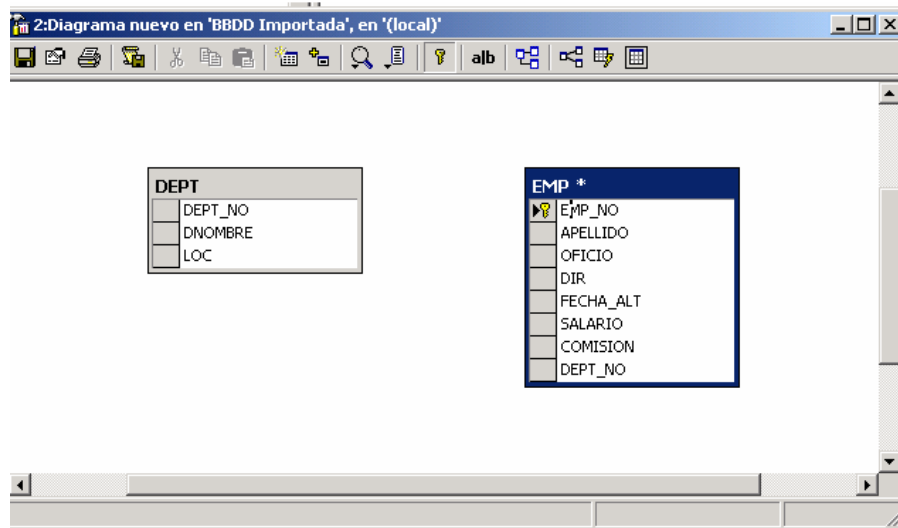 2:Diagrama nuevo en 'BBDD Importada', en '(local)'
a|b
DEPT
DEPT_NO
DNOMBRE
LOC
EMP *
EMP_NO
APELLIDO
OFICIO
DIR
FECHA_ALT
SALARIO
COMISION
DEPT_NO